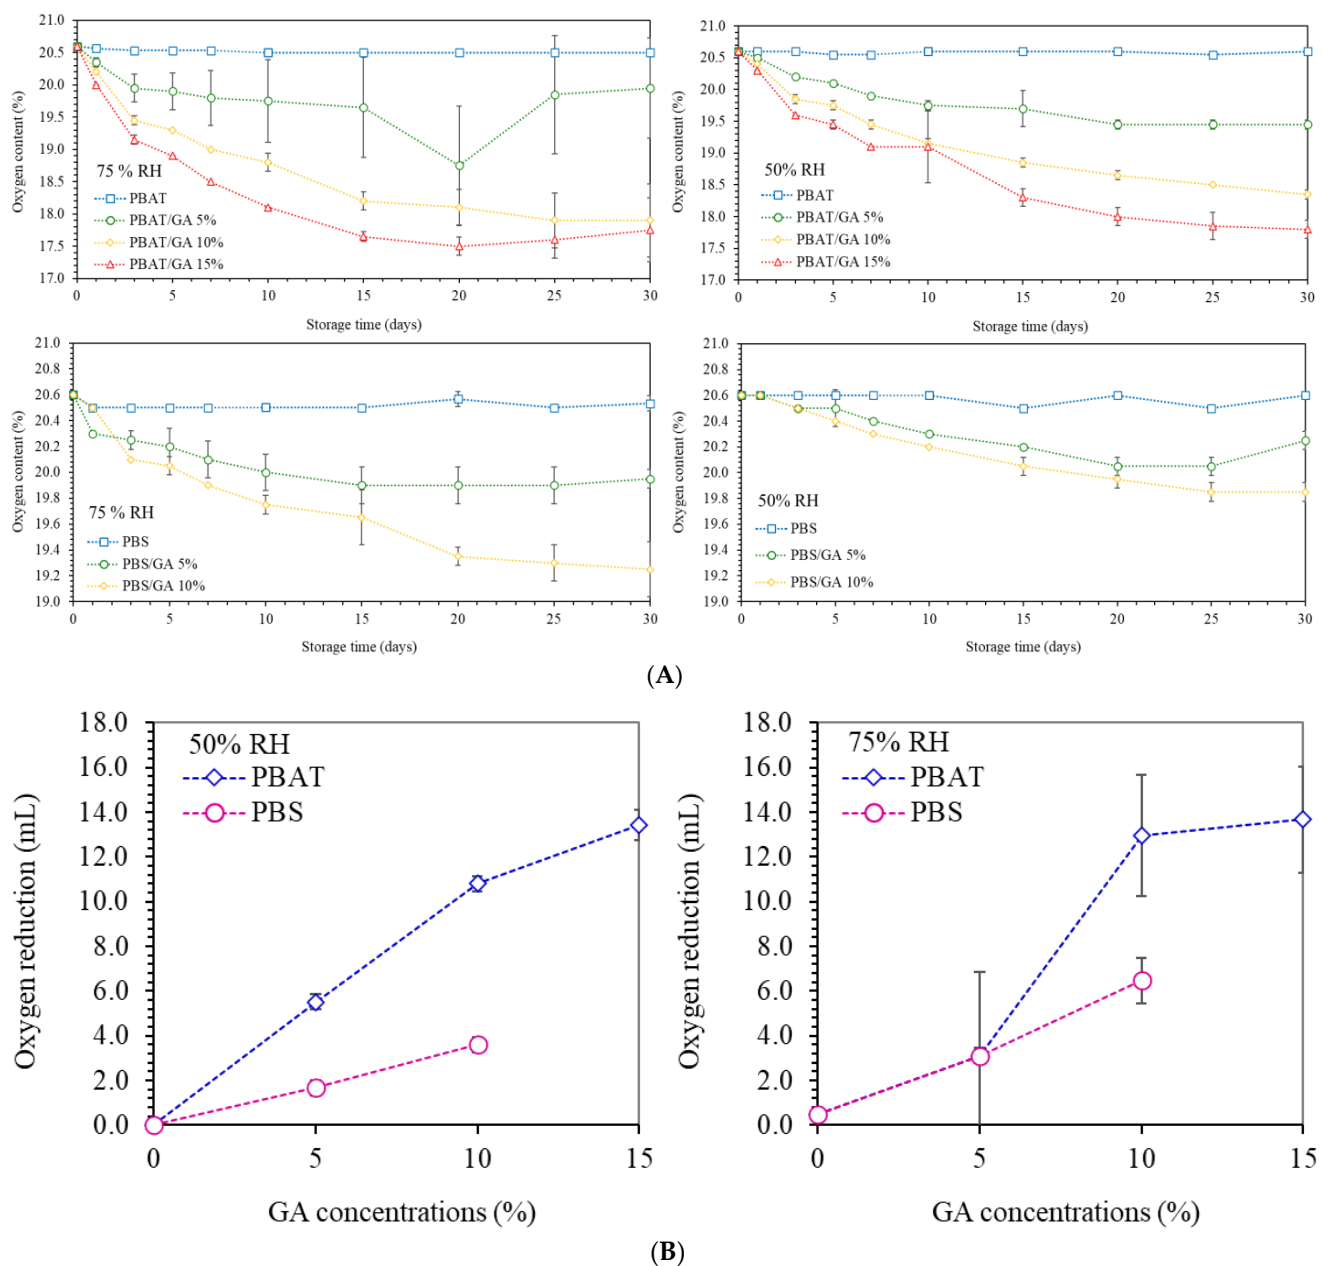 21.0
20.5
20.0
19.5
19.0
18.5
18.0
17.5
17.0
Oxygen content (%)
75 % RH
PBAT
PBAT/GA 5%
PBAT/GA 10%
PBAT/GA 15%
0 5 10 15 20 25 30
Storage time (days)
21.0
20.5
20.0
19.5
19.0
18.5
18.0
17.5
17.0
Oxygen content (%)
50% RH
PBAT
PBAT/GA 5%
PBAT/GA 10%
PBAT/GA 15%
0 5 10 15 20 25 30
Storage time (days)
21.0
20.8
20.6
20.4
20.2
20.0
19.8
19.6
19.4
19.2
19.0
Oxygen content (%)
75 % RH
PBS
PBS/GA 5%
PBS/GA 10%
0 5 10 15 20 25 30
Storage time (days)
21.0
20.8
20.6
20.4
20.2
20.0
19.8
19.6
19.4
19.2
19.0
Oxygen content (%)
50% RH
PBS
PBS/GA 5%
PBS/GA 10%
0 5 10 15 20 25 30
Storage time (days)
(A)
18.0
16.0
14.0
12.0
10.0
8.0
6.0
4.0
2.0
0.0
Oxygen reduction (mL)
50% RH
PBAT
PBS
0 5 10 15
GA concentrations (%)
18.0
16.0
14.0
12.0
10.0
8.0
6.0
4.0
2.0
0.0
Oxygen reduction (mL)
75% RH
PBAT
PBS
0 5 10 15
GA concentrations (%)
(B)